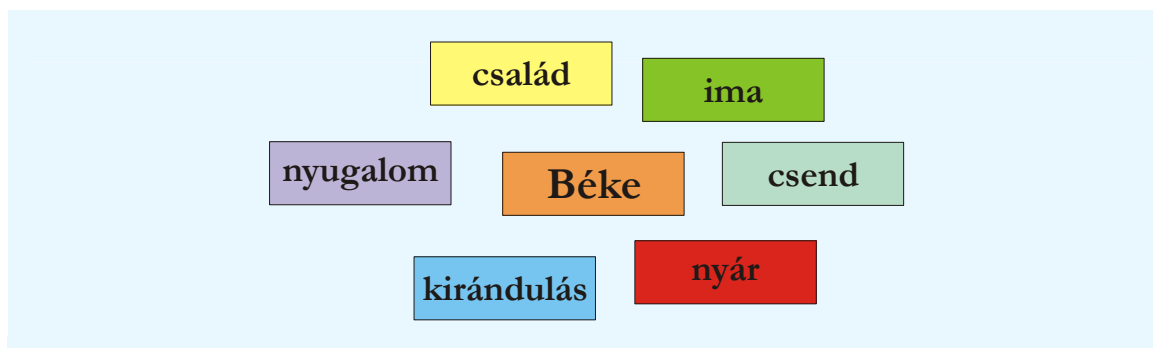 család
ima
nyugalom
Béke
csend
kirándulás
nyár